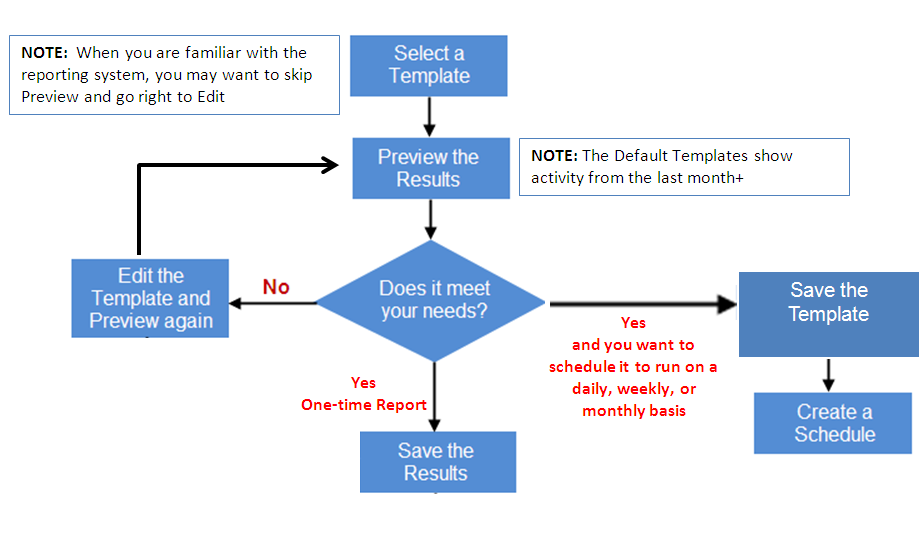 NOTE: When you are familiar with the
reporting system, you may want to skip
Preview and go right to Edit
Select a
Template
Preview the
Results
NOTE: The Default Templates show
activity from the last month+
Edit the
Template and
Preview again
No
Does it meet
your needs?
Yes
and you want to
schedule it to run on a
daily, weekly, or
monthly basis
Save the
Template
Yes
One-time Report
Create a
Schedule
Save the
Results